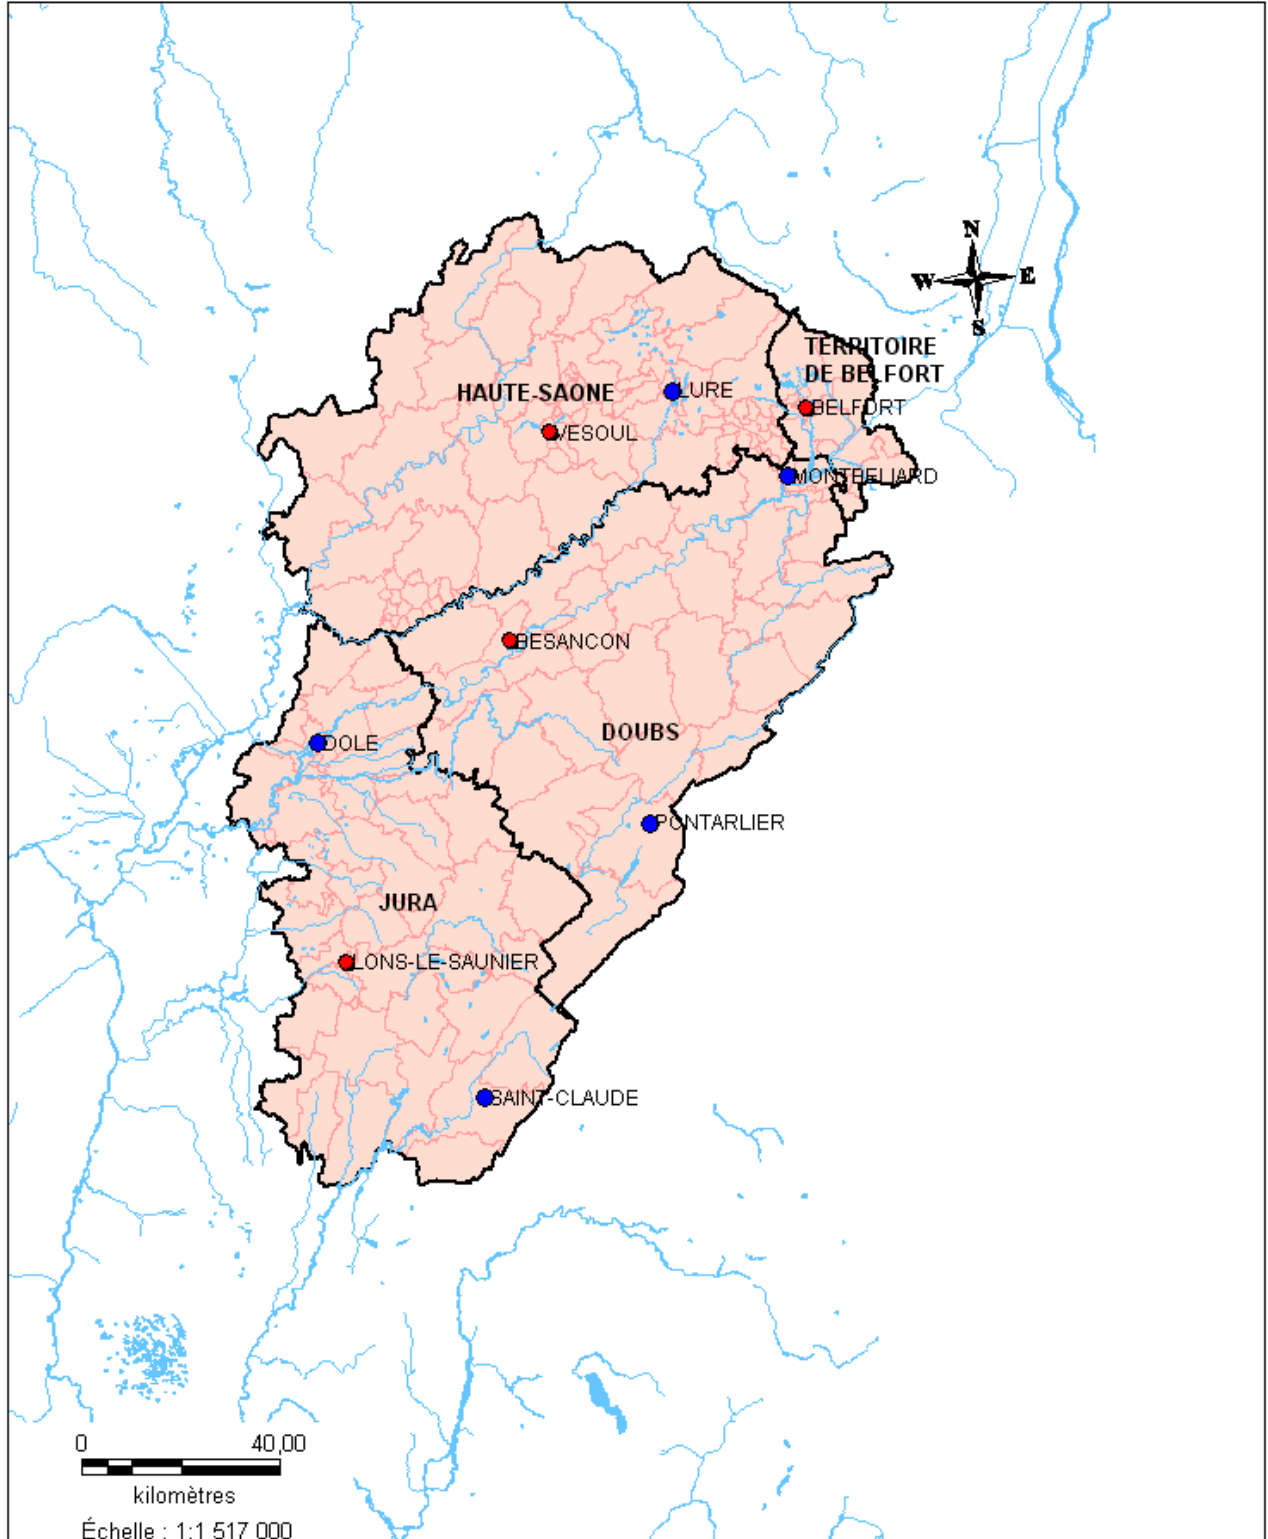 N
W E
S
TERRITOIRE
DE BELFORT
HAUTE-SAONE
LURE
BELFORT
VESOUL
MONTBELIARD
BESANCON
DOUBS
DOLE
PONTARLIER
JURA
LONS-LE-SAUNIER
SAINT-CLAUDE
0 40,00
kilomètres
Échelle : 1:1 517 000